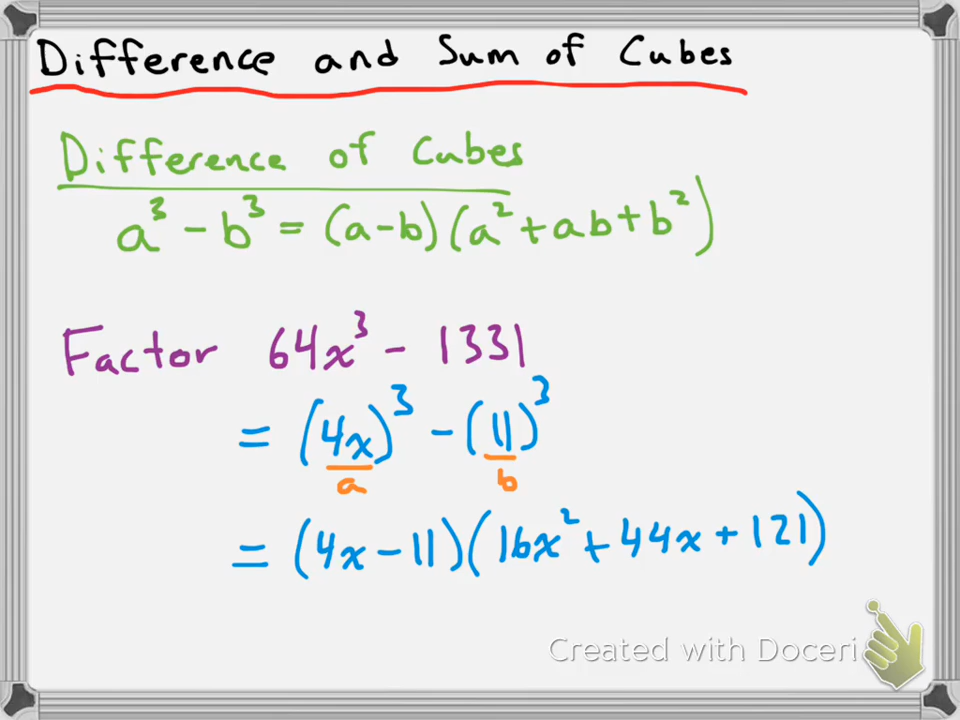 Difference and Sum of Cubes
Difference of Cubes
a³ - b³ = (a-b)(a² + ab + b²)
Factor 64x³ - 1331
= (4x)³ - (11)³
a b
= (4x - 11)(16x² + 44x + 121)
Created with Doceri